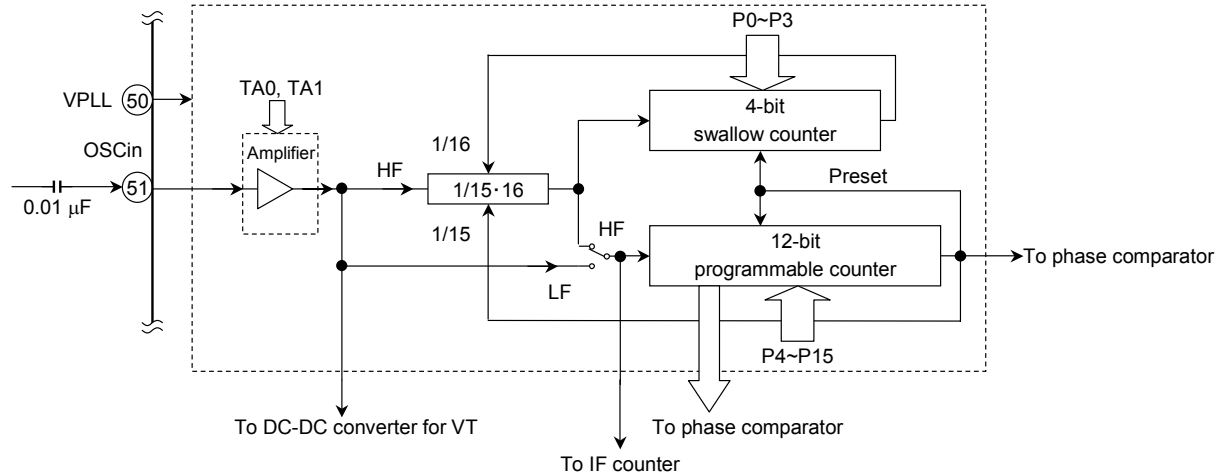 P0~P3
TA0, TA1
VPLL
50
4-bit
swallow counter
OSCin
Amplifier
1/16
51
HF
1/15·16
Preset
0.01 μF
1/15
HF
12-bit
programmable counter
To phase comparator
LF
P4~P15
To DC-DC converter for VT
To phase comparator
To IF counter